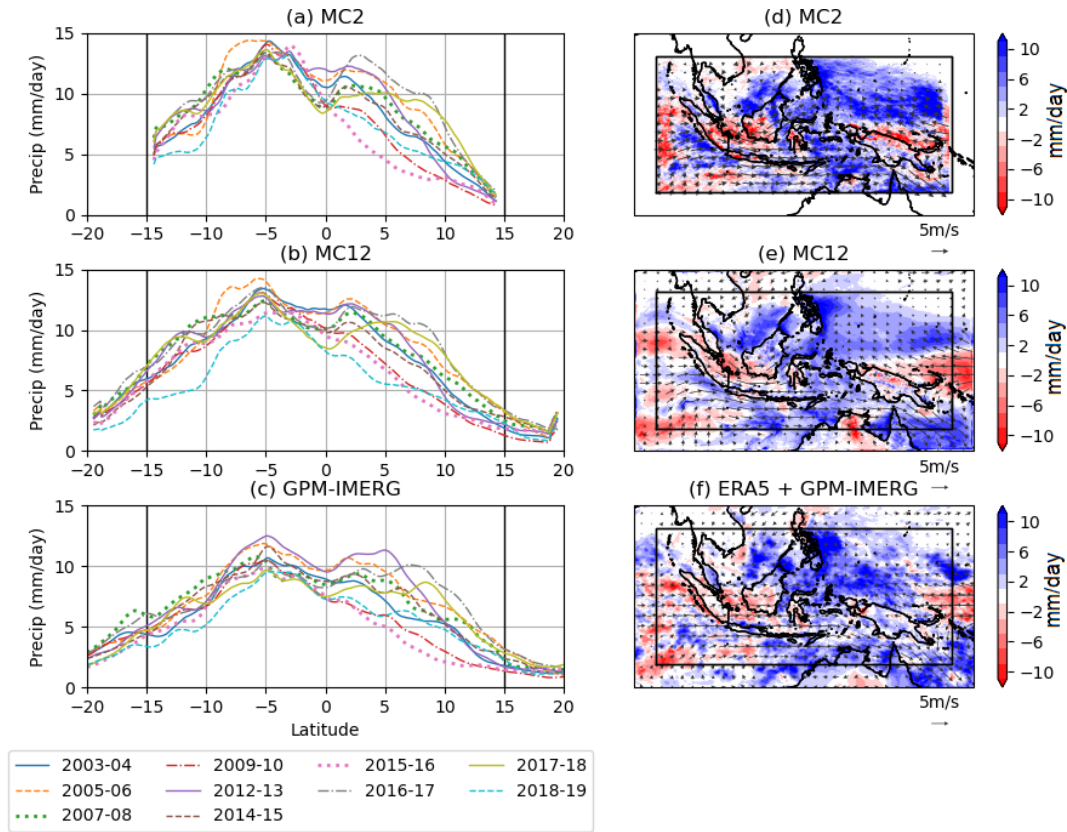 (a) MC2
15
10
5
0
Precip (mm/day)
−20 −15 −10 −5 0 5 10 15 20
(d) MC2
10
6
2
−2
−6
−10
mm/day
5m/s
(b) MC12
15
10
5
0
Precip (mm/day)
−20 −15 −10 −5 0 5 10 15 20
(e) MC12
10
6
2
−2
−6
−10
mm/day
5m/s
(c) GPM-IMERG
15
10
5
0
Precip (mm/day)
−20 −15 −10 −5 0 5 10 15 20
Latitude
(f) ERA5 + GPM-IMERG
10
6
2
−2
−6
−10
mm/day
5m/s
2003-04 2009-10 2015-16 2017-18
2005-06 2012-13 2016-17 2018-19
2007-08 2014-15